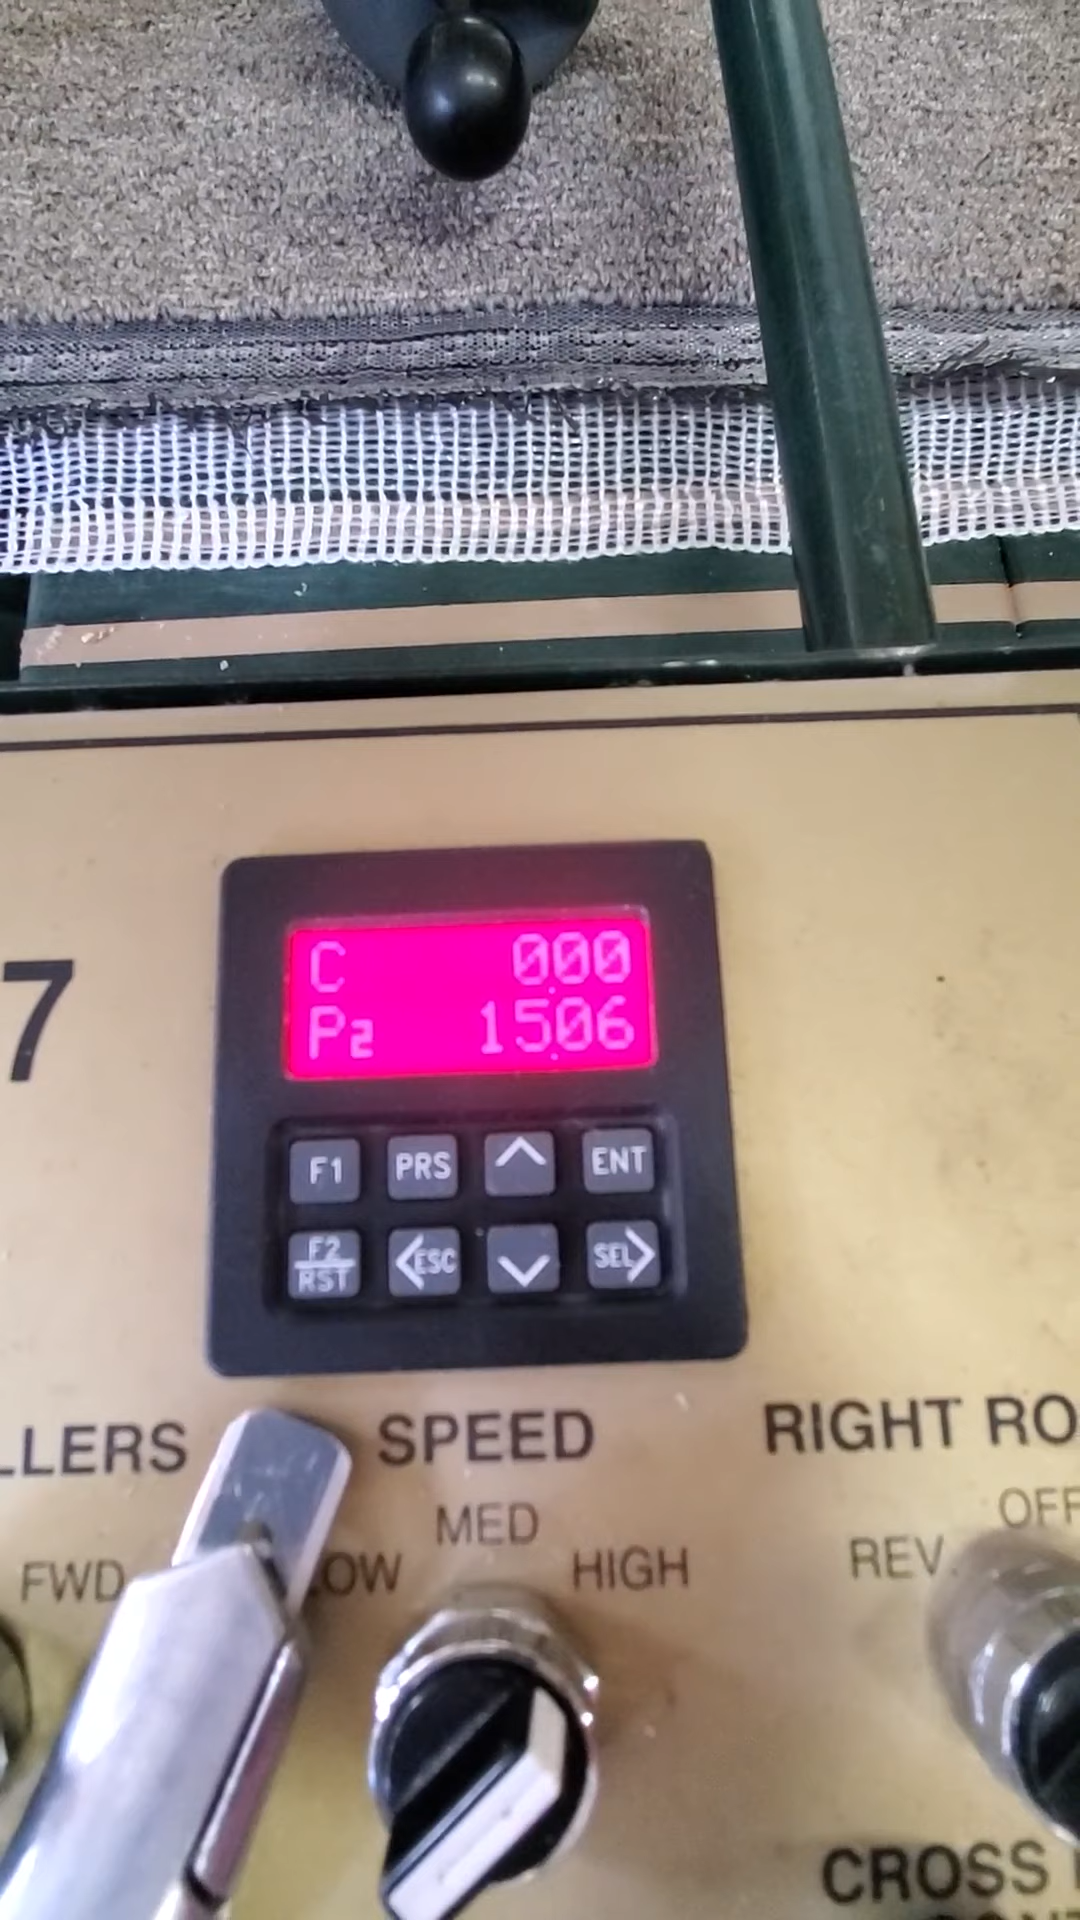 7
C 000
P2 1506
F1 PRS ENT
F2
RST
ESC
SEL
LLERS SPEED RIGHT RO
MED OFF
FWD LOW HIGH REV.
CROSS